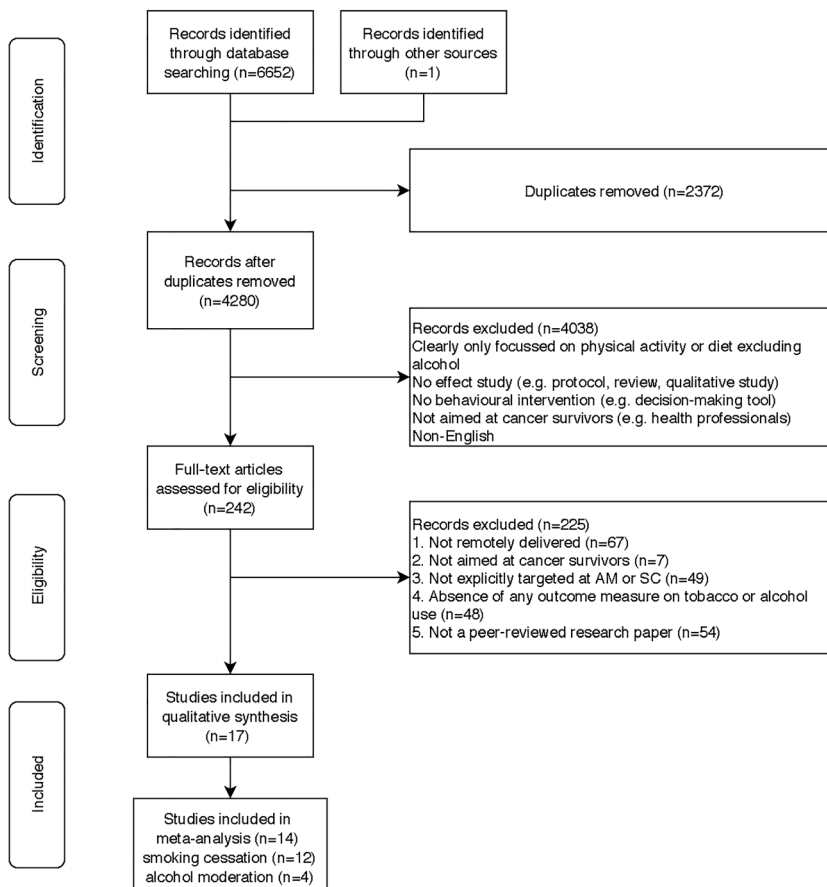 Identification
Records identified
through database
searching (n=6652)
Records identified
through other sources
(n=1)
Duplicates removed (n=2372)
Screening
Records after
duplicates removed
(n=4280)
Records excluded (n=4038)
Clearly only focussed on physical activity or diet excluding
alcohol
No effect study (e.g. protocol, review, qualitative study)
No behavioural intervention (e.g. decision-making tool)
Not aimed at cancer survivors (e.g. health professionals)
Non-English
Eligibility
Full-text articles
assessed for eligibility
(n=242)
Records excluded (n=225)
1. Not remotely delivered (n=67)
2. Not aimed at cancer survivors (n=7)
3. Not explicitly targeted at AM or SC (n=49)
4. Absence of any outcome measure on tobacco or alcohol
use (n=48)
5. Not a peer-reviewed research paper (n=54)
Included
Studies included in
qualitative synthesis
(n=17)
Studies included in
meta-analysis (n=14)
smoking cessation (n=12)
alcohol moderation (n=4)